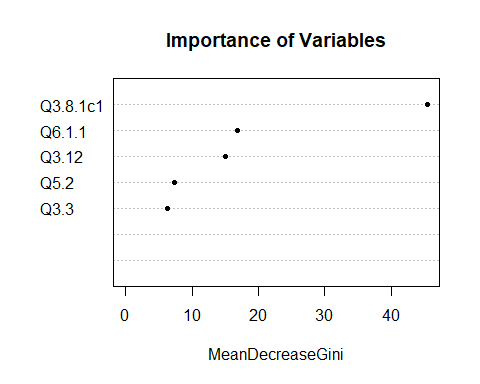 Importance of Variables
Q3.8.1c1
Q6.1.1
Q3.12
Q5.2
Q3.3
0 10 20 30 40
MeanDecreaseGini